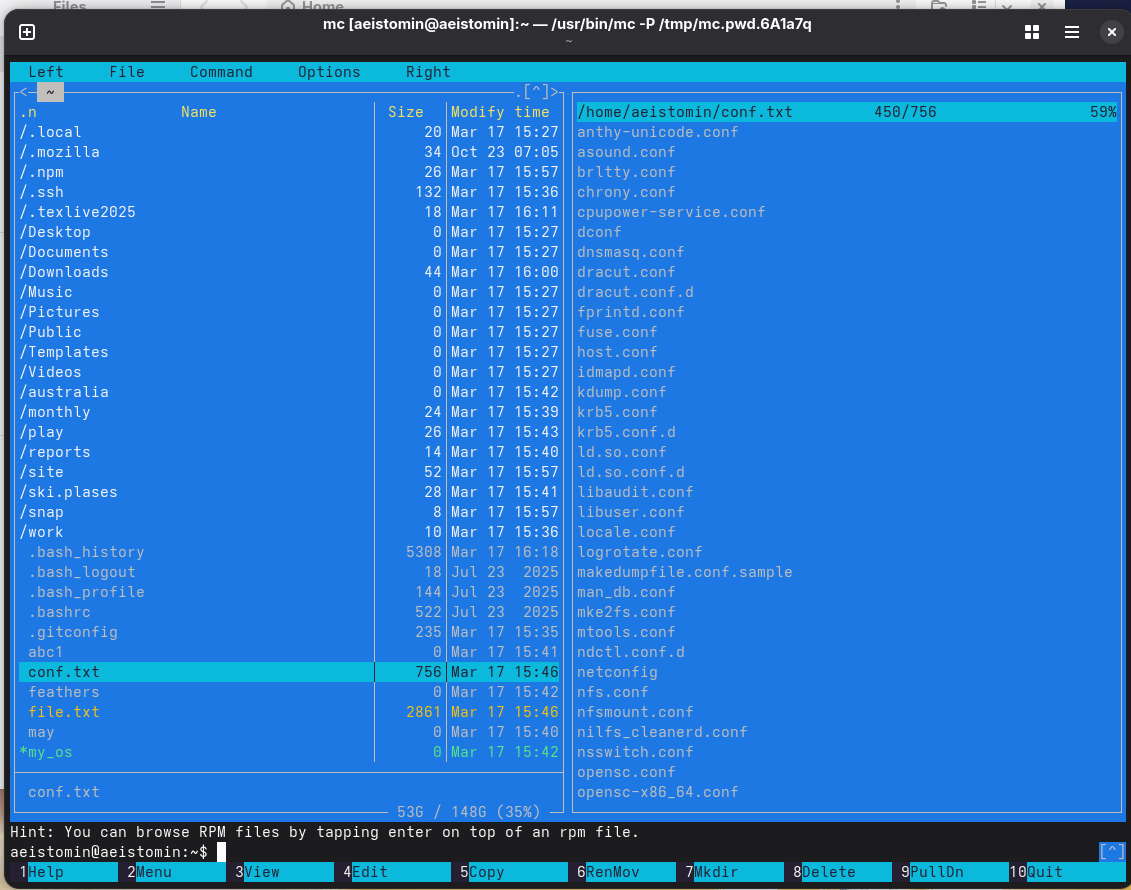 Files Home
mc [aeistomin@aeistomin]:~ — /usr/bin/mc -P /tmp/mc.pwd.6A1a7q
~
Left File Command Options Right
<─ ~ .[^]>
.n Name Size Modify time
/.local 20 Mar 17 15:27
/.mozilla 34 Oct 23 07:05
/.npm 26 Mar 17 15:57
/.ssh 132 Mar 17 15:36
/.texlive2025 18 Mar 17 16:11
/Desktop 0 Mar 17 15:27
/Documents 0 Mar 17 15:27
/Downloads 44 Mar 17 16:00
/Music 0 Mar 17 15:27
/Pictures 0 Mar 17 15:27
/Public 0 Mar 17 15:27
/Templates 0 Mar 17 15:27
/Videos 0 Mar 17 15:27
/australia 0 Mar 17 15:42
/monthly 24 Mar 17 15:39
/play 26 Mar 17 15:43
/reports 14 Mar 17 15:40
/site 52 Mar 17 15:57
/ski.plases 28 Mar 17 15:41
/snap 8 Mar 17 15:57
/work 10 Mar 17 15:36
.bash_history 5308 Mar 17 16:18
.bash_logout 18 Jul 23 2025
.bash_profile 144 Jul 23 2025
.bashrc 522 Jul 23 2025
.gitconfig 235 Mar 17 15:35
abc1 0 Mar 17 15:41
conf.txt 756 Mar 17 15:46
feathers 0 Mar 17 15:42
file.txt 2861 Mar 17 15:46
may 0 Mar 17 15:40
*my_os 0 Mar 17 15:42
conf.txt
53G / 148G (35%)
/home/aeistomin/conf.txt 450/756 59%
anthy-unicode.conf
asound.conf
brltty.conf
chrony.conf
cpupower-service.conf
dconf
dnsmasq.conf
dracut.conf
dracut.conf.d
fprintd.conf
fuse.conf
host.conf
idmapd.conf
kdump.conf
krb5.conf
krb5.conf.d
ld.so.conf
ld.so.conf.d
libaudit.conf
libuser.conf
locale.conf
logrotate.conf
makedumpfile.conf.sample
man_db.conf
mke2fs.conf
mtools.conf
ndctl.conf.d
netconfig
nfs.conf
nfsmount.conf
nilfs_cleanerd.conf
nsswitch.conf
opensc.conf
opensc-x86_64.conf
Hint: You can browse RPM files by tapping enter on top of an rpm file.
aeistomin@aeistomin:~$ [^]
1Help 2Menu 3View 4Edit 5Copy 6RenMov 7Mkdir 8Delete 9PullDn 10Quit